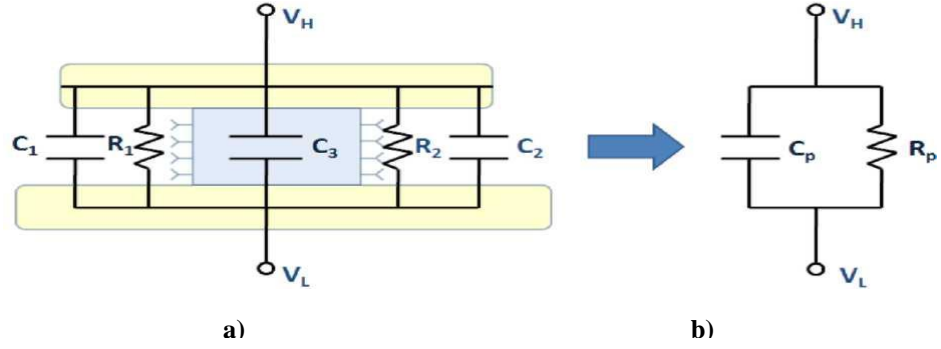 V_H V_H
C_1 R_1 C_3 R_2 C_2 C_p R_p
V_L V_L
a) b)